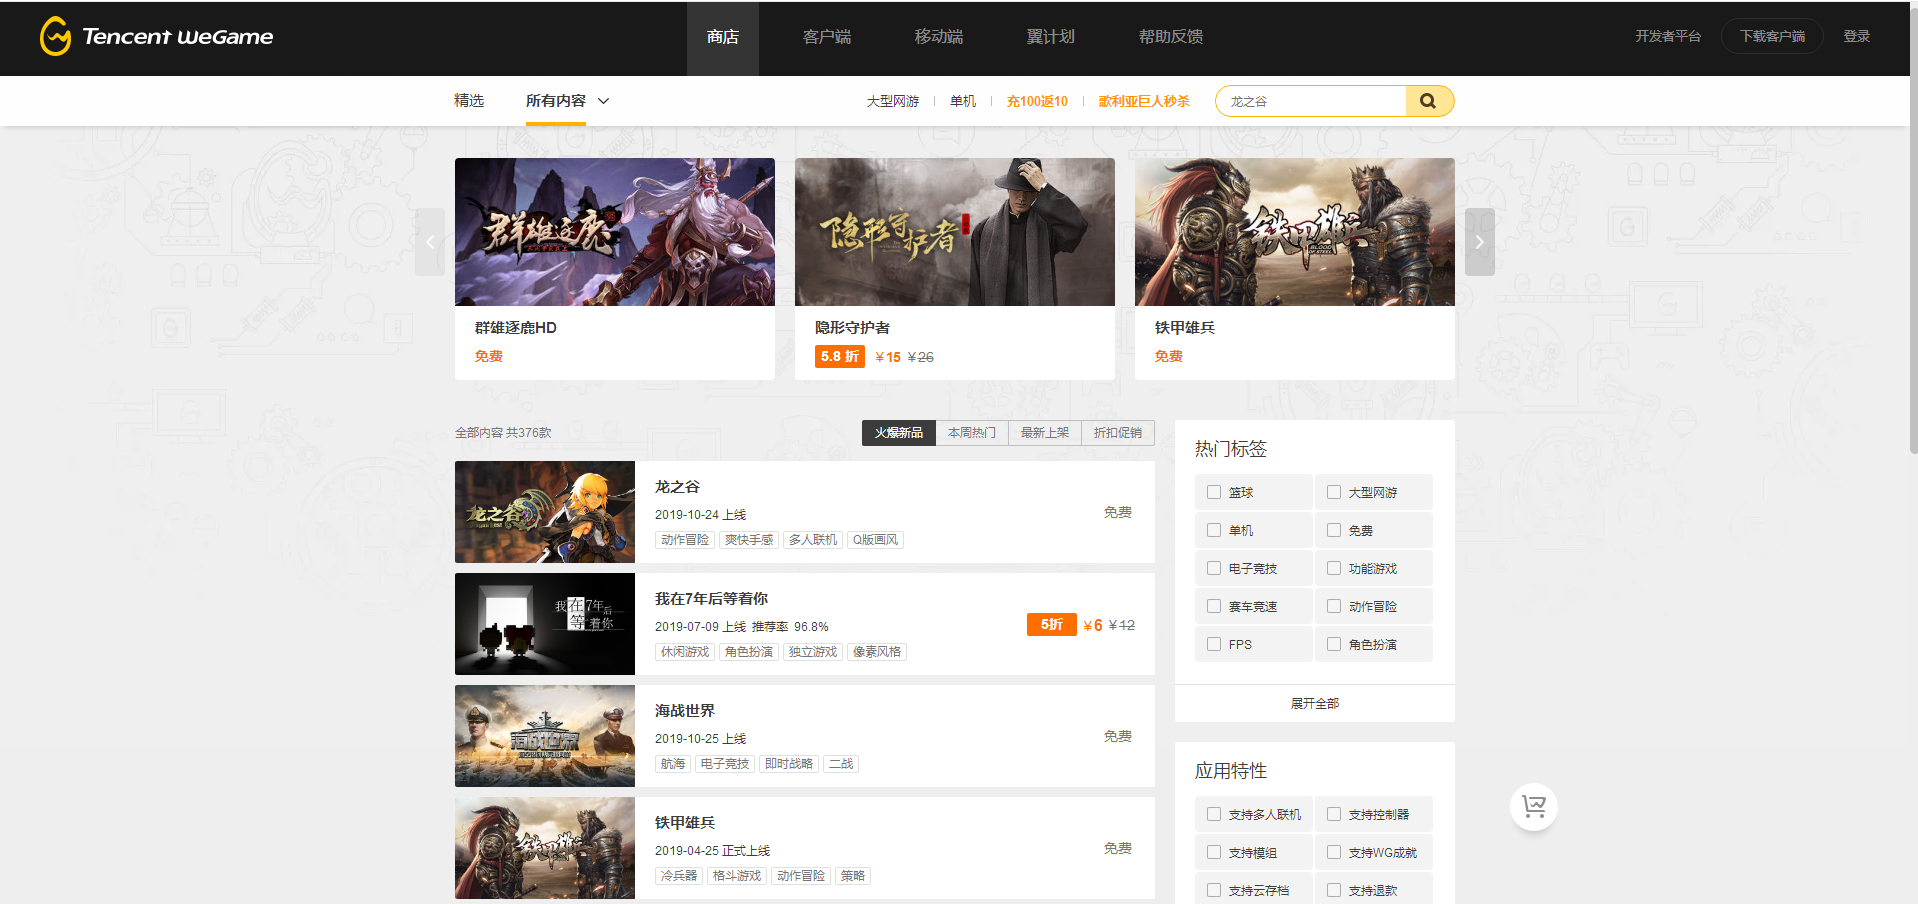 Tencent WeGame 商店 客户端 移动端 翼计划 帮助反馈 开发者平台 下载客户端 登录
精选 所有内容 大型网游 单机 充100返10 歌利亚巨人秒杀 龙之谷
群雄逐鹿
隐形守护者
铁甲雄兵
BLOOD OF STEEL
群雄逐鹿HD
免费
隐形守护者
5.8 折 ¥15 ¥26
铁甲雄兵
免费
全部内容 共376款 火爆新品 本周热门 最新上架 折扣促销
龙之谷
龙之谷
2019-10-24 上线
动作冒险 爽快手感 多人联机 Q版画风
免费
我在7年后等着你
我在7年后等着你
2019-07-09 上线 推荐率 96.8%
休闲游戏 角色扮演 独立游戏 像素风格
5折 ¥6 ¥12
海战世界
海战世界
2019-10-25 上线
航海 电子竞技 即时战略 二战
免费
铁甲雄兵
铁甲雄兵
2019-04-25 正式上线
冷兵器 格斗游戏 动作冒险 策略
免费
热门标签
篮球 大型网游
单机 免费
电子竞技 功能游戏
赛车竞速 动作冒险
FPS 角色扮演
展开全部
应用特性
支持多人联机 支持控制器
支持模组 支持WG成就
支持云存档 支持退款